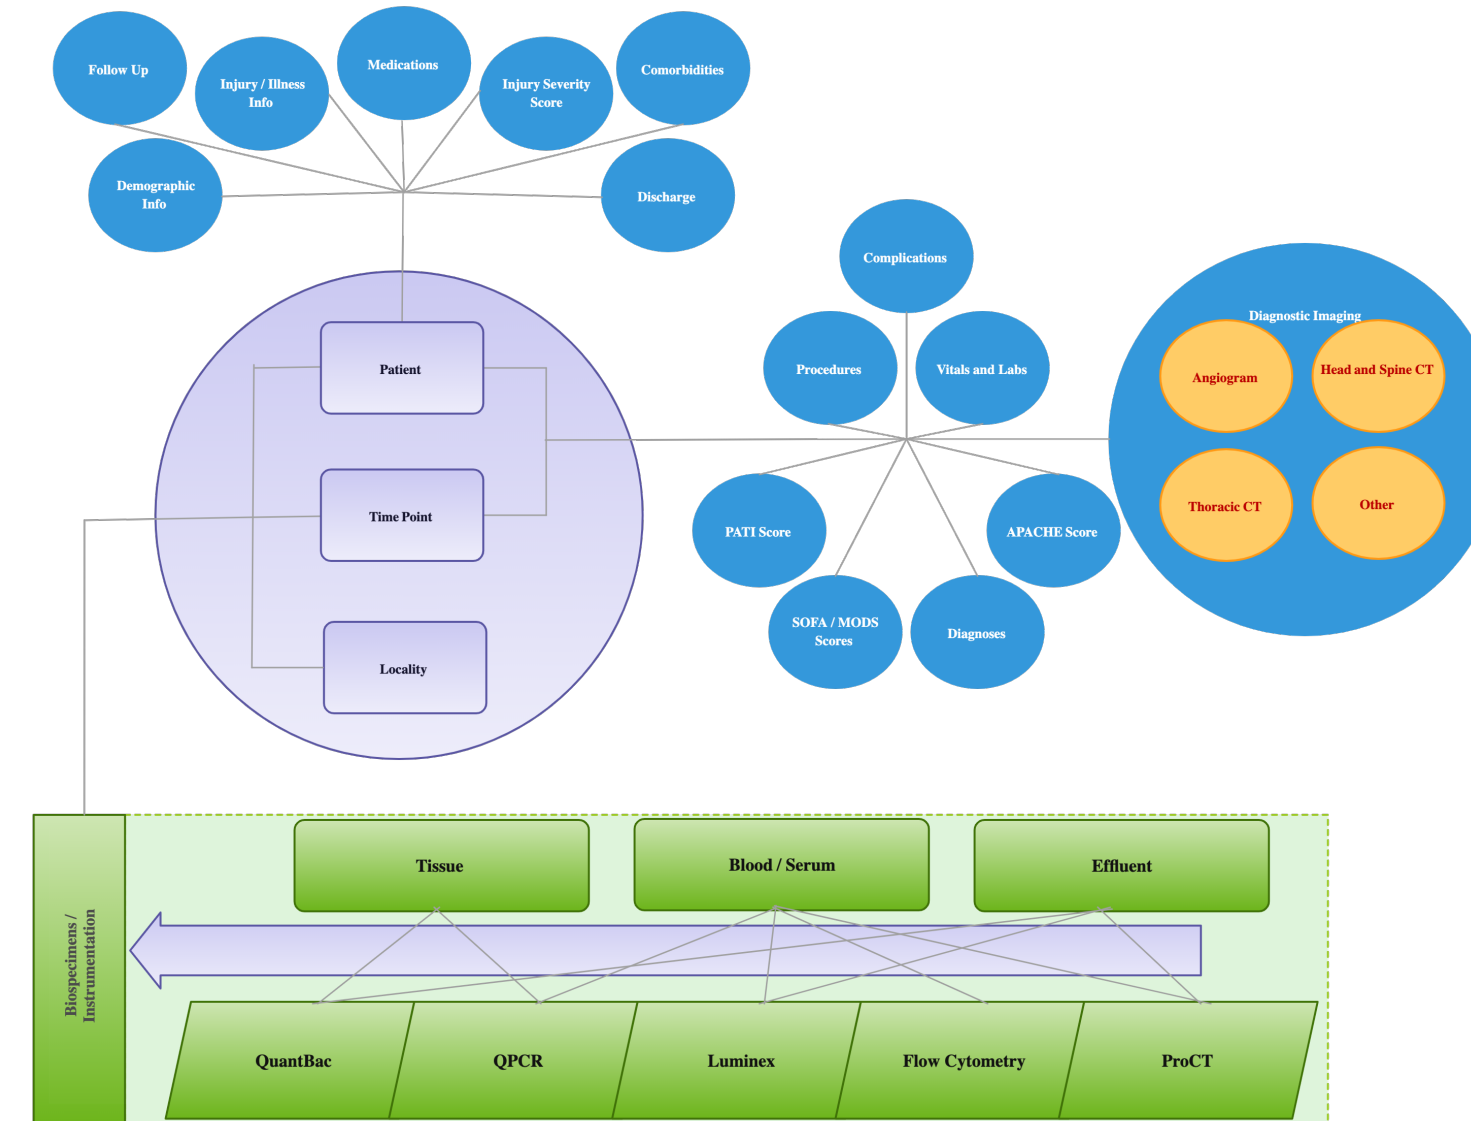 Follow Up
Injury / Illness
Info
Medications
Injury Severity
Score
Comorbidities
Demographic
Info
Discharge
Complications
Procedures
Vitals and Labs
Diagnostic Imaging
Angiogram
Head and Spine CT
Thoracic CT
Other
Patient
Time Point
Locality
PATI Score
APACHE Score
SOFA / MODS
Scores
Diagnoses
Biospecimens /
Instrumentation
Tissue
Blood / Serum
Effluent
QuantBac
QPCR
Luminex
Flow Cytometry
ProCT